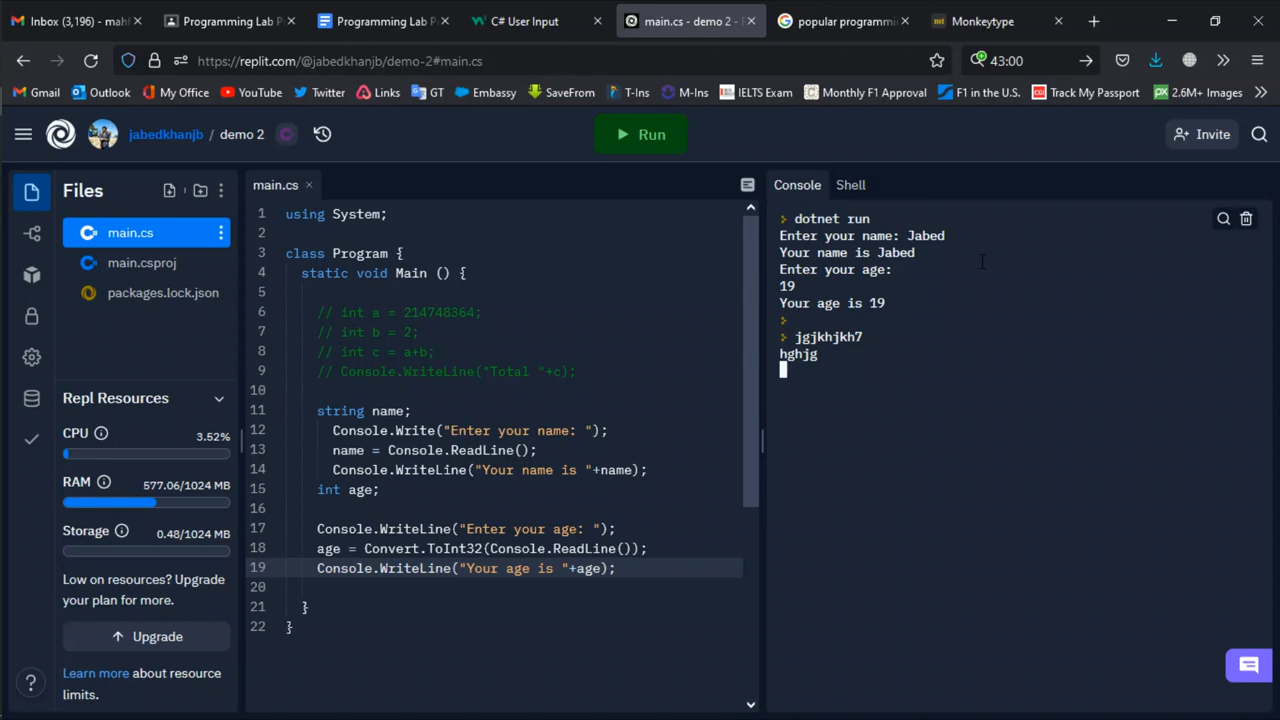 Inbox (3,196) - mahf
Programming Lab P
Programming Lab P
C# User Input
main.cs - demo 2 -
popular programmi
Monkeytype
https://replit.com/@jabedkhanjb/demo-2#main.cs
43:00
Gmail
Outlook
My Office
YouTube
Twitter
Links
GT
Embassy
SaveFrom
T-Ins
M-Ins
IELTS Exam
Monthly F1 Approval
F1 in the U.S.
Track My Passport
2.6M+ Images
jabedkhanjb / demo 2
Run
Invite
Files
main.cs
main.csproj
packages.lock.json
Repl Resources
CPU 3.52%
RAM 577.06/1024 MB
Storage 0.48/1024 MB
Low on resources? Upgrade
your plan for more.
Upgrade
Learn more about resource
limits.
main.cs
1 using System;
2
3 class Program {
4 static void Main () {
5
6 // int a = 214748364;
7 // int b = 2;
8 // int c = a+b;
9 // Console.WriteLine("Total "+c);
10
11 string name;
12 Console.Write("Enter your name: ");
13 name = Console.ReadLine();
14 Console.WriteLine("Your name is "+name);
15 int age;
16
17 Console.WriteLine("Enter your age: ");
18 age = Convert.ToInt32(Console.ReadLine());
19 Console.WriteLine("Your age is "+age);
20
21 }
22 }
Console Shell
dotnet run
Enter your name: Jabed
Your name is Jabed
Enter your age:
19
Your age is 19
jgjkhjkh7
hghjg